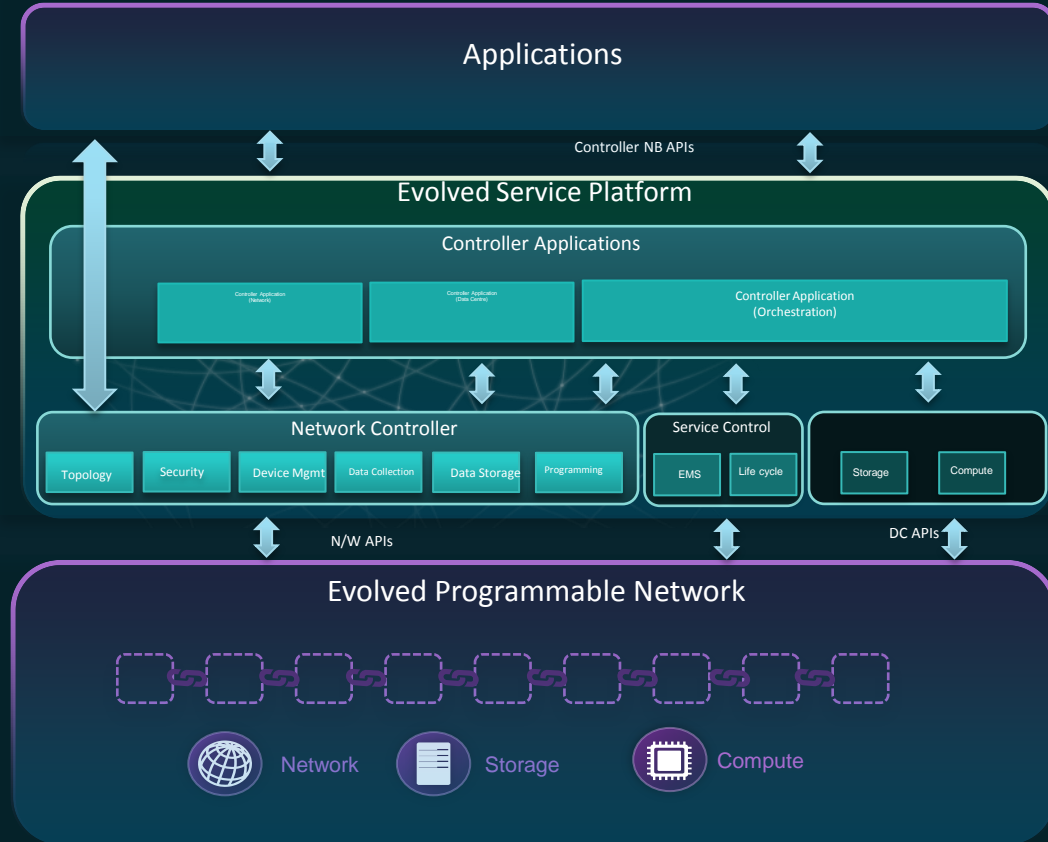 Applications
Controller NB APIs
Evolved Service Platform
Controller Applications
Controller Application
(Network)
Controller Application
(Data Centre)
Controller Application
(Orchestration)
Network Controller
Topology
Security
Device Mgmt
Data Collection
Data Storage
Programming
Service Control
EMS
Life cycle
Storage
Compute
N/W APIs
DC APIs
Evolved Programmable Network
Network
Storage
Compute